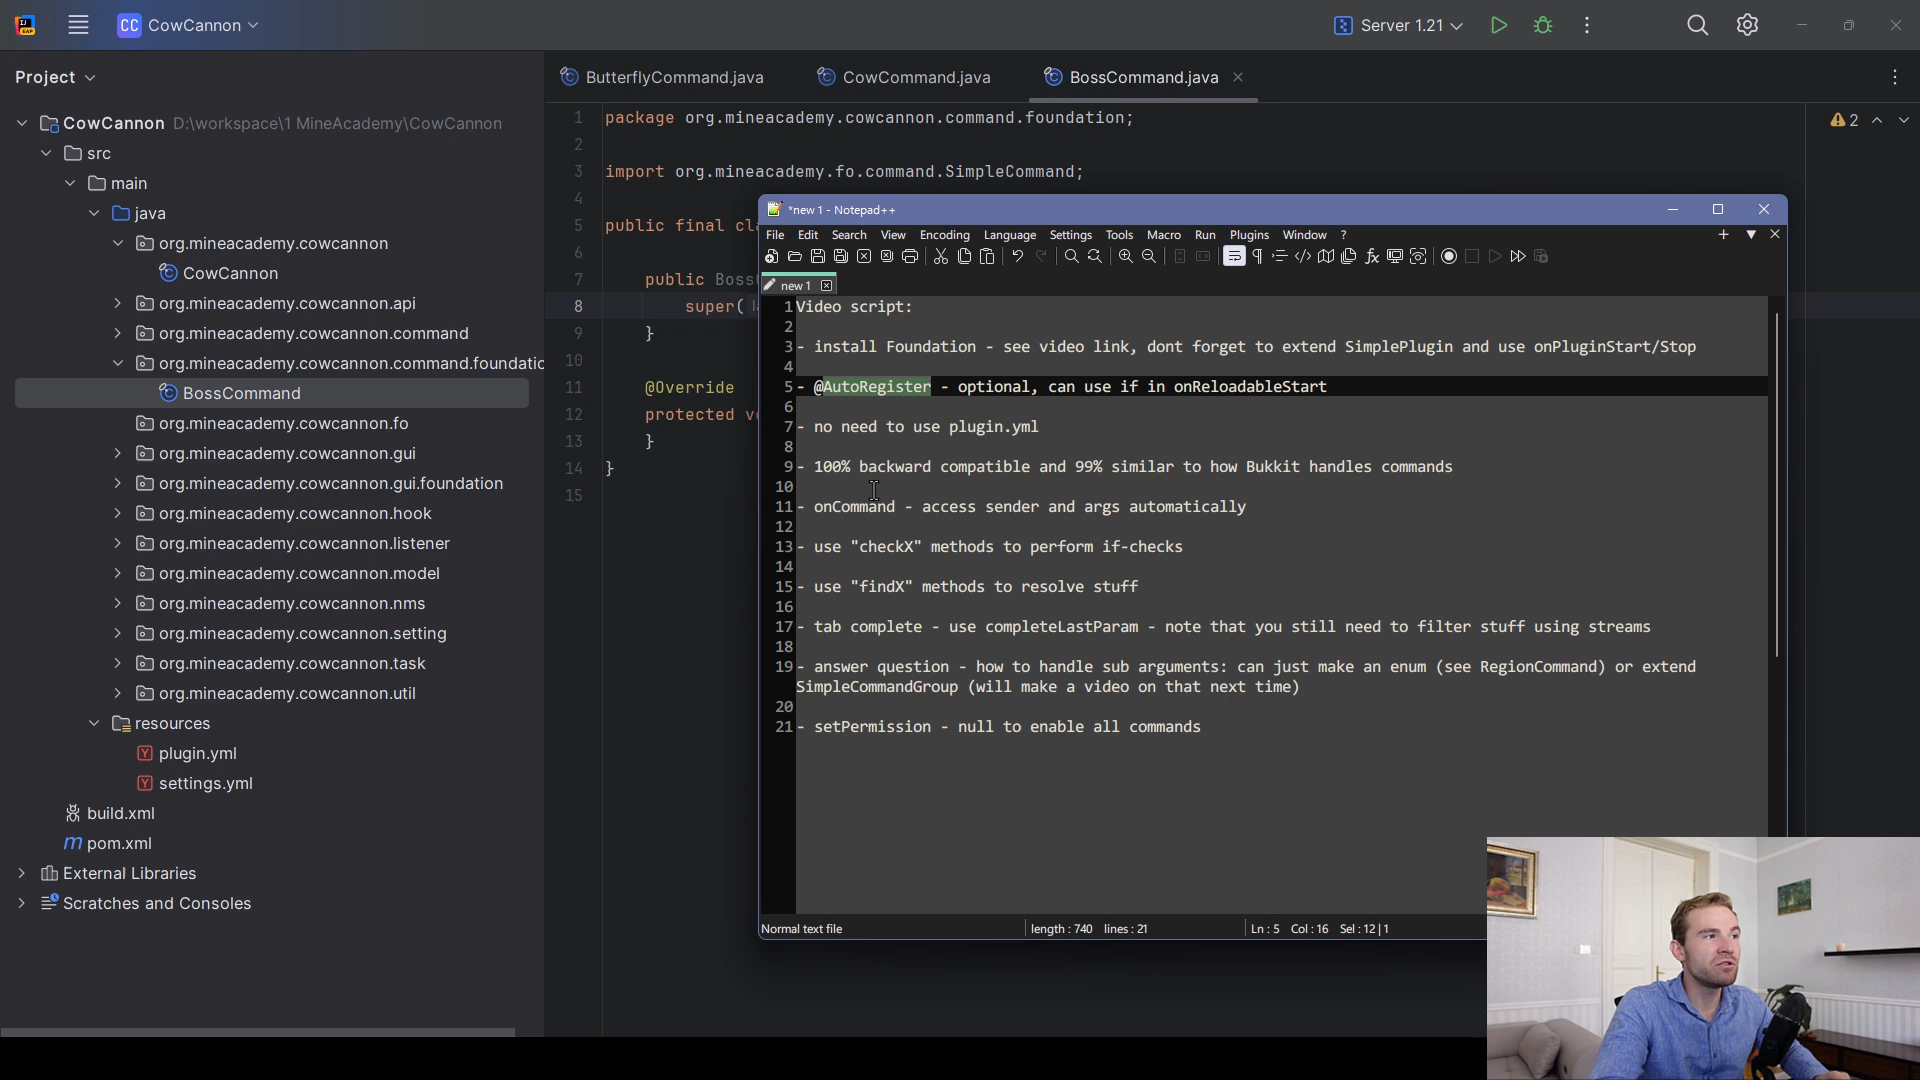 CC CowCannon
Server 1.21
Project
ButterflyCommand.java
CowCommand.java
BossCommand.java
CowCannon D:\workspace\1 MineAcademy\CowCannon
src
main
java
org.mineacademy.cowcannon
CowCannon
org.mineacademy.cowcannon.api
org.mineacademy.cowcannon.command
org.mineacademy.cowcannon.command.foundatio
BossCommand
org.mineacademy.cowcannon.fo
org.mineacademy.cowcannon.gui
org.mineacademy.cowcannon.gui.foundation
org.mineacademy.cowcannon.hook
org.mineacademy.cowcannon.listener
org.mineacademy.cowcannon.model
org.mineacademy.cowcannon.nms
org.mineacademy.cowcannon.setting
org.mineacademy.cowcannon.task
org.mineacademy.cowcannon.util
resources
plugin.yml
settings.yml
build.xml
pom.xml
External Libraries
Scratches and Consoles
1 package org.mineacademy.cowcannon.command.foundation;
2
3 import org.mineacademy.fo.command.SimpleCommand;
4
5 public final cl
6
7 public Boss
8 super(
9 }
10
11 @Override
12 protected v
13 }
14 }
15
2
*new 1 - Notepad++
File Edit Search View Encoding Language Settings Tools Macro Run Plugins Window ?
new 1
1 Video script:
2
3 - install Foundation - see video link, dont forget to extend SimplePlugin and use onPluginStart/Stop
4
5 - @AutoRegister - optional, can use if in onReloadableStart
6
7 - no need to use plugin.yml
8
9 - 100% backward compatible and 99% similar to how Bukkit handles commands
10
11 - onCommand - access sender and args automatically
12
13 - use "checkX" methods to perform if-checks
14
15 - use "findX" methods to resolve stuff
16
17 - tab complete - use completeLastParam - note that you still need to filter stuff using streams
18
19 - answer question - how to handle sub arguments: can just make an enum (see RegionCommand) or extend
SimpleCommandGroup (will make a video on that next time)
20
21 - setPermission - null to enable all commands
Normal text file length : 740 lines : 21 Ln : 5 Col : 16 Sel : 12 | 1